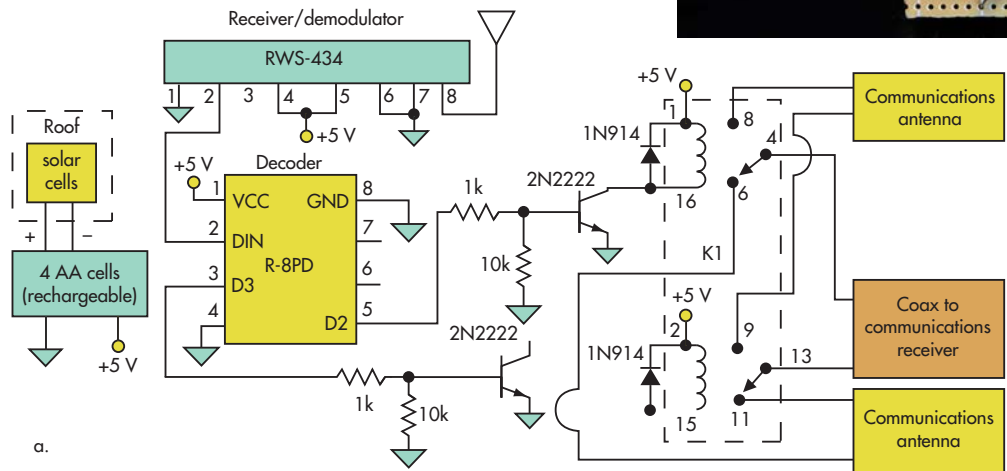 Receiver/demodulator
RWS-434
1 2 3 4 5 6 7 8
+5 V
Roof
solar
cells
+ –
4 AA cells
(rechargeable)
+5 V
Decoder
+5 V
1 VCC GND 8
2 DIN 7
R-8PD
3 D3 6
4 D2 5
1k
10k
2N2222
1k
10k
2N2222
+5 V
1
1N914
16
8
4
6
K1
+5 V
2
1N914
15
9
13
11
Communications
antenna
Coax to
communications
receiver
Communications
antenna
a.